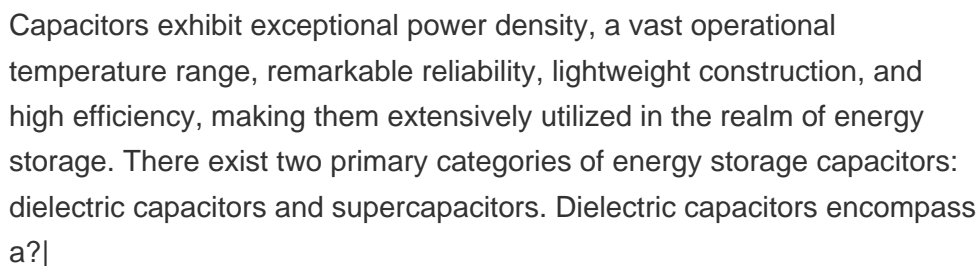 Capacitors exhibit exceptional power density, a vast operational
temperature range, remarkable reliability, lightweight construction, and
high efficiency, making them extensively utilized in the realm of energy
storage. There exist two primary categories of energy storage capacitors:
dielectric capacitors and supercapacitors. Dielectric capacitors encompass
a?|